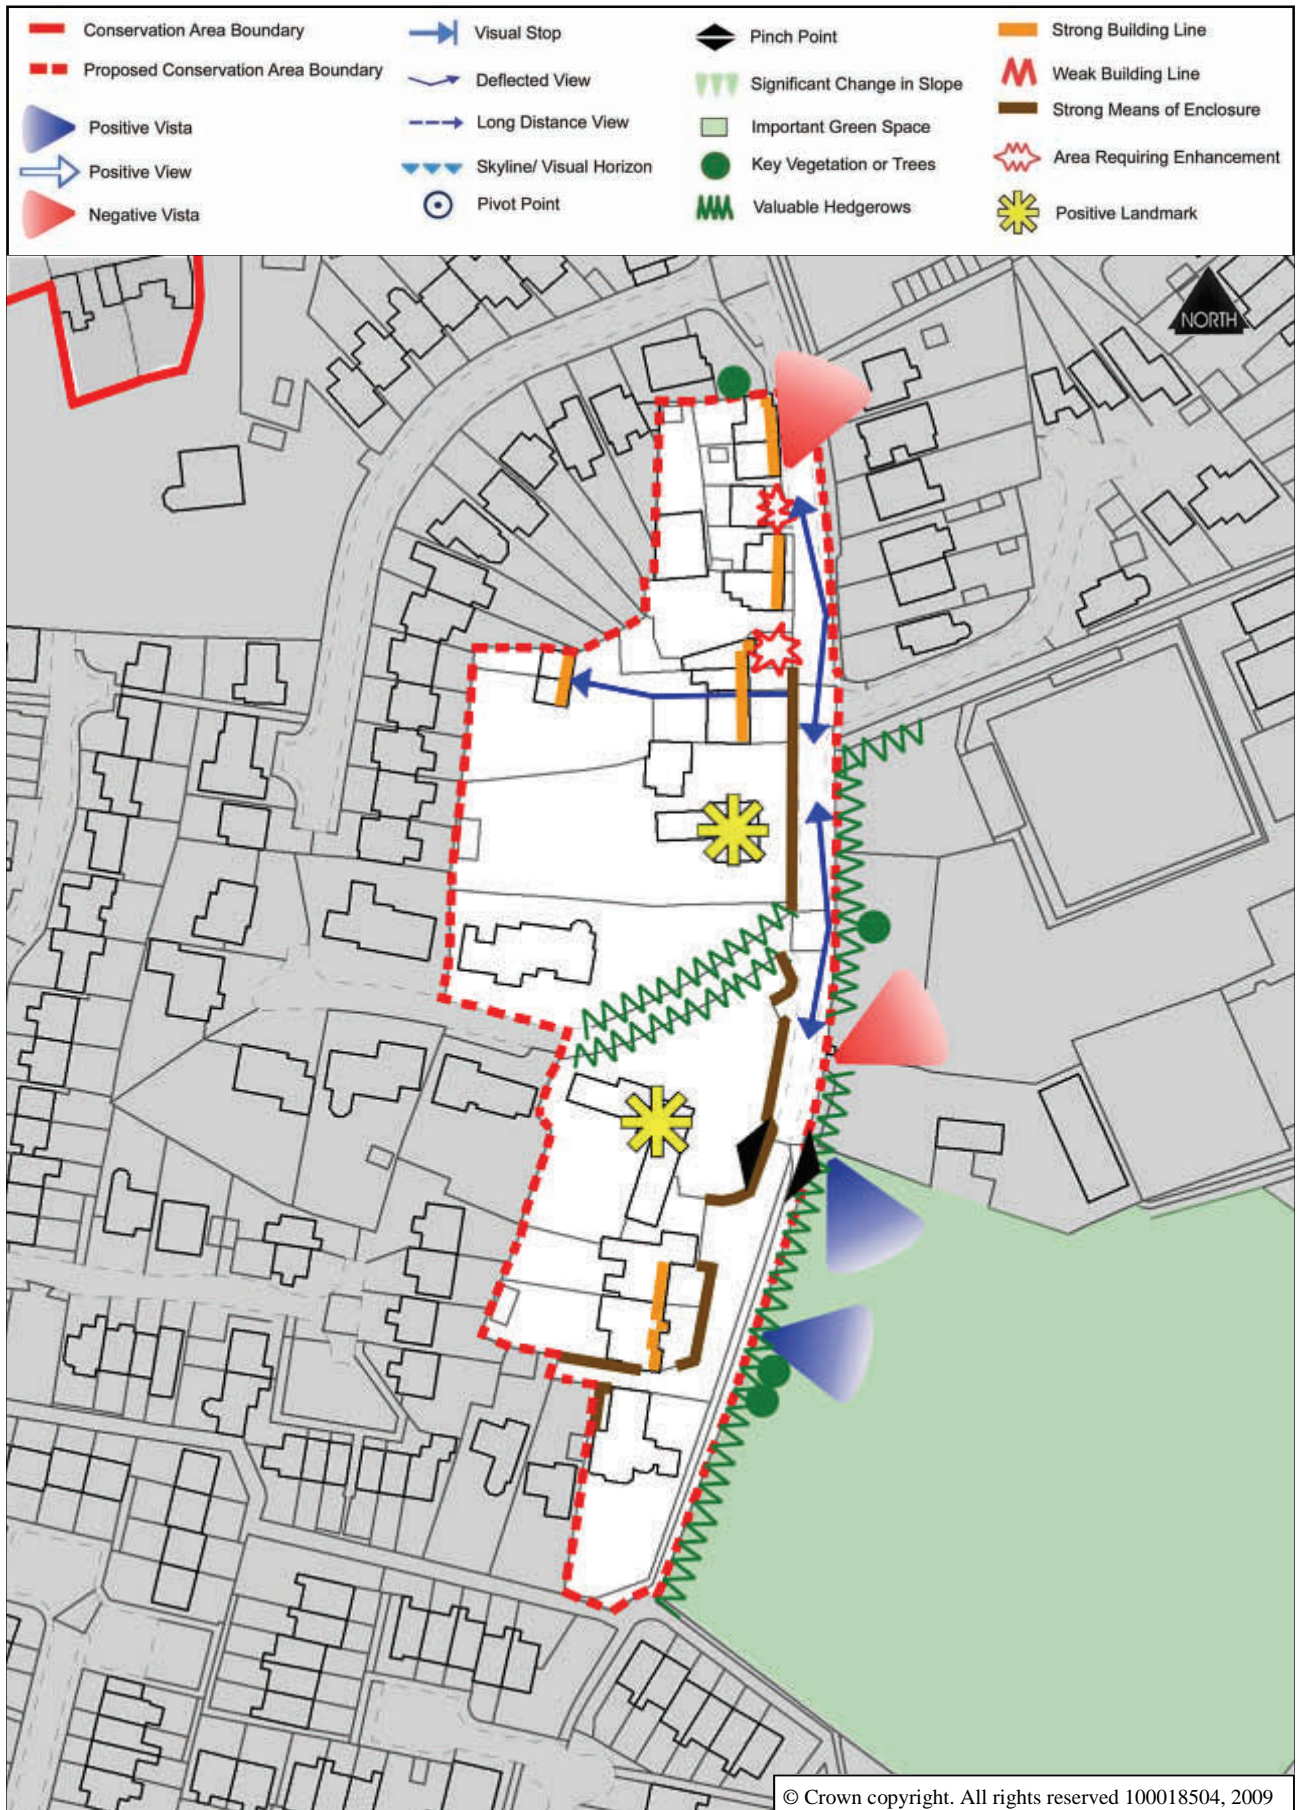 Conservation Area Boundary
Proposed Conservation Area Boundary
Positive Vista
Positive View
Negative Vista
Visual Stop
Deflected View
Long Distance View
Skyline/ Visual Horizon
Pivot Point
Pinch Point
Significant Change in Slope
Important Green Space
Key Vegetation or Trees
Valuable Hedgerows
Strong Building Line
Weak Building Line
Strong Means of Enclosure
Area Requiring Enhancement
Positive Landmark
NORTH
© Crown copyright. All rights reserved 100018504, 2009